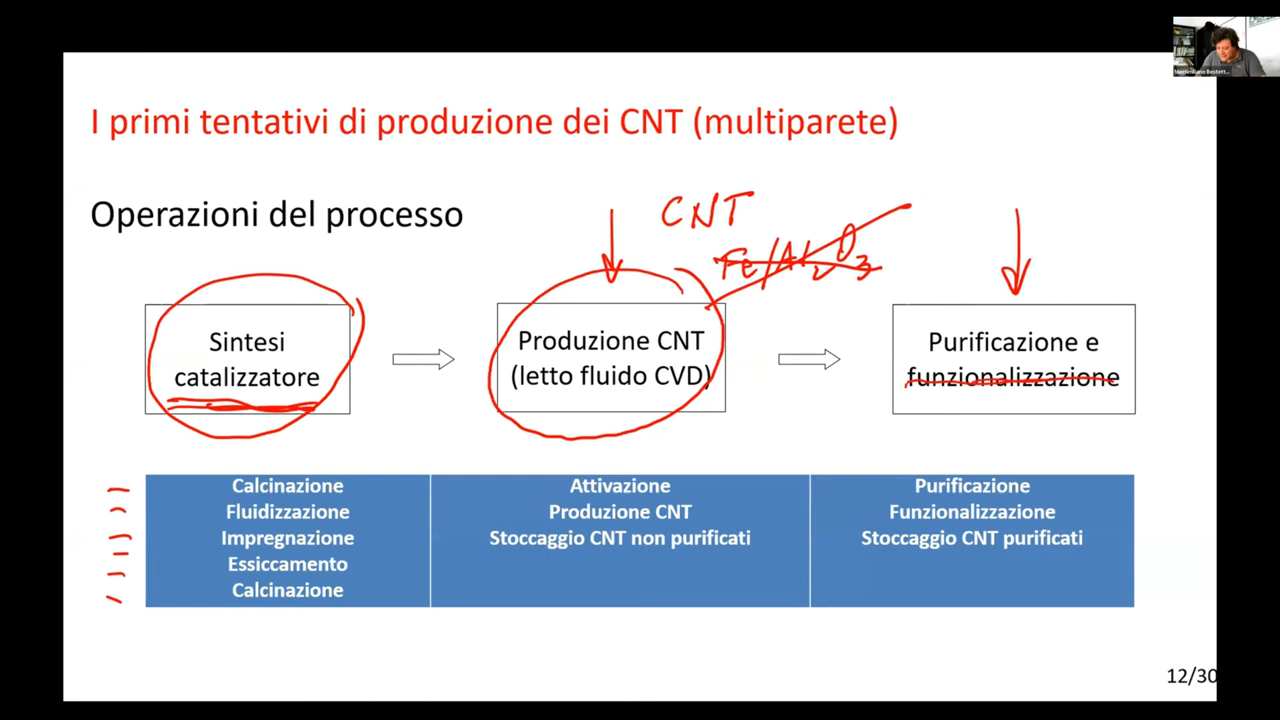 I primi tentativi di produzione dei CNT (multiparete)
Operazioni del processo
CNT
Fe/Al2O3
Sintesi
catalizzatore
Produzione CNT
(letto fluido CVD)
Purificazione e
funzionalizzazione
Calcinazione
Fluidizzazione
Impregnazione
Essiccamento
Calcinazione
Attivazione
Produzione CNT
Stoccaggio CNT non purificati
Purificazione
Funzionalizzazione
Stoccaggio CNT purificati
12/30
Massimiliano Bestett...